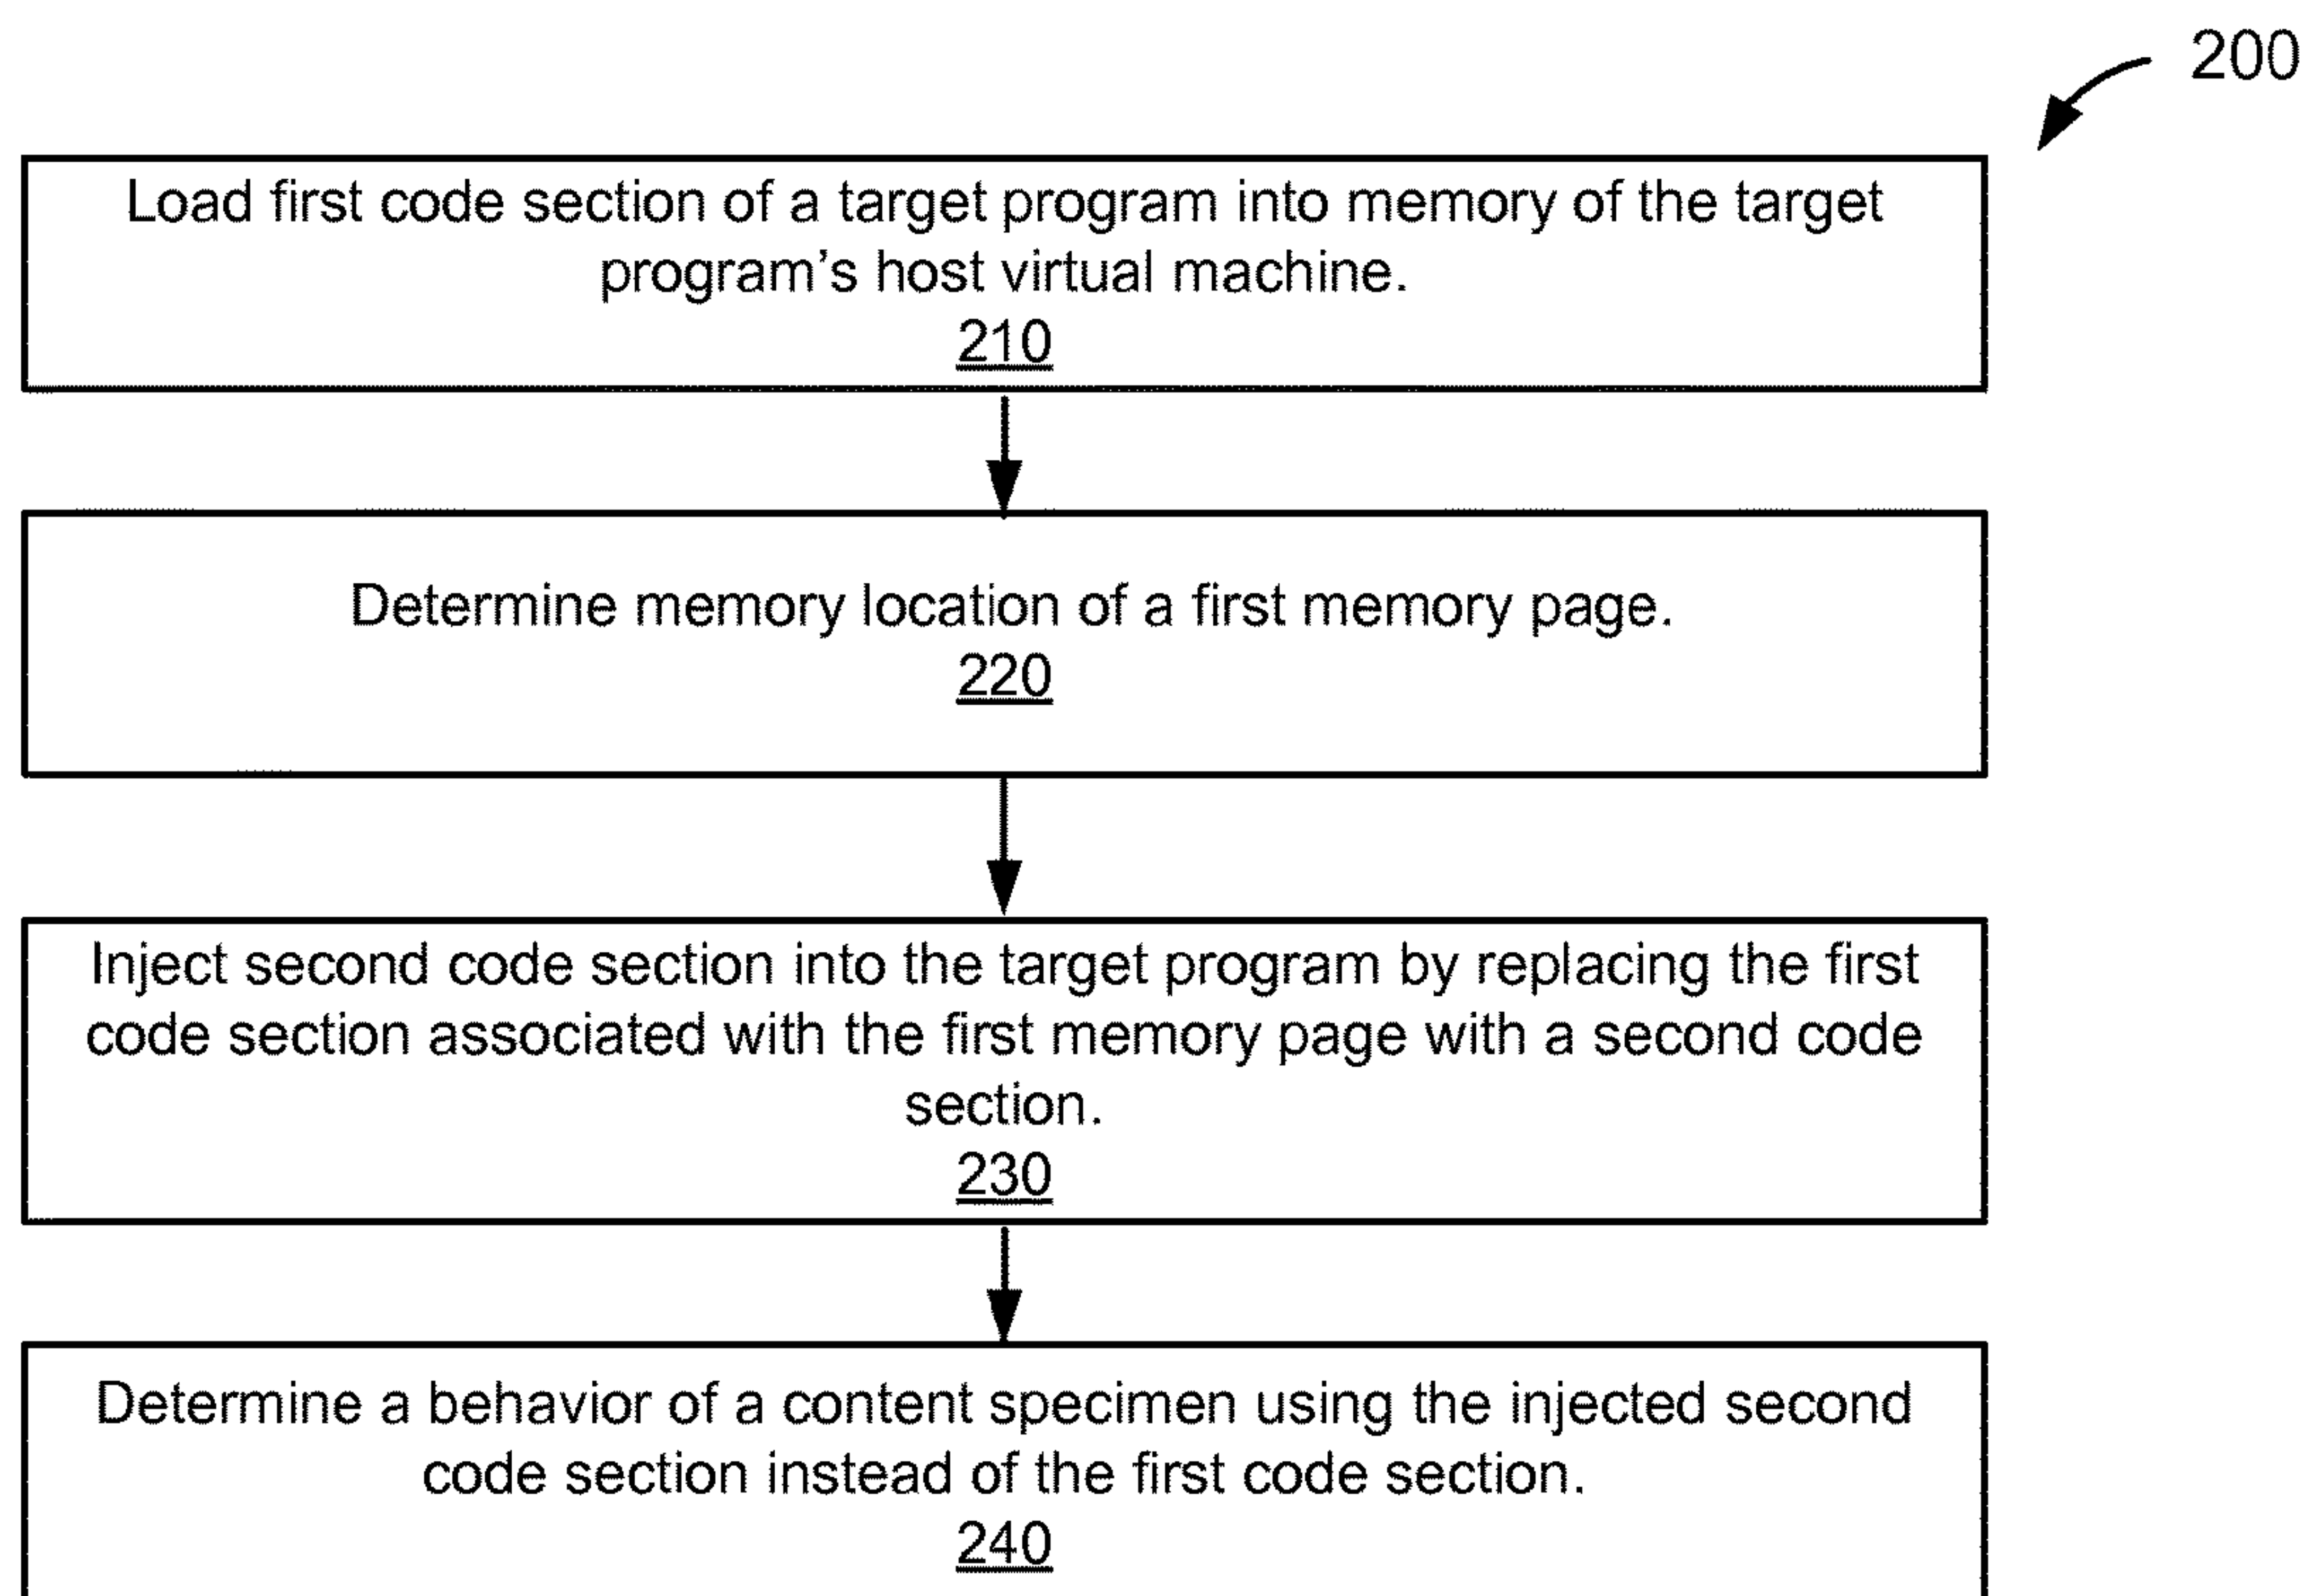 200
Load first code section of a target program into memory of the target
program’s host virtual machine.
210
Determine memory location of a first memory page.
220
Inject second code section into the target program by replacing the first
code section associated with the first memory page with a second code
section.
230
Determine a behavior of a content specimen using the injected second
code section instead of the first code section.
240